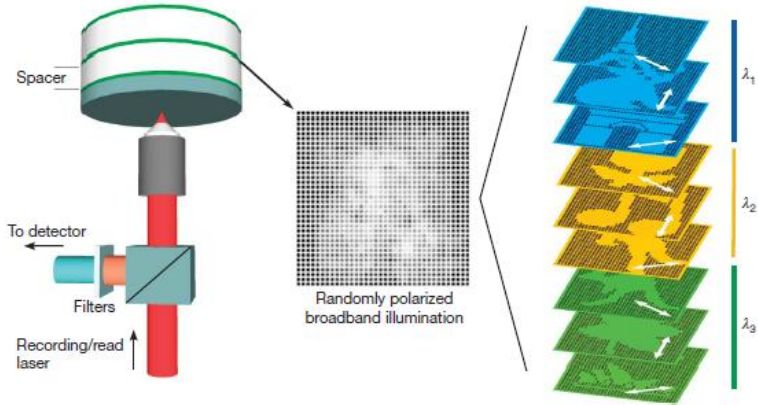 Spacer
To detector
Filters
Recording/read
laser
Randomly polarized
broadband illumination
λ1
λ2
λ3